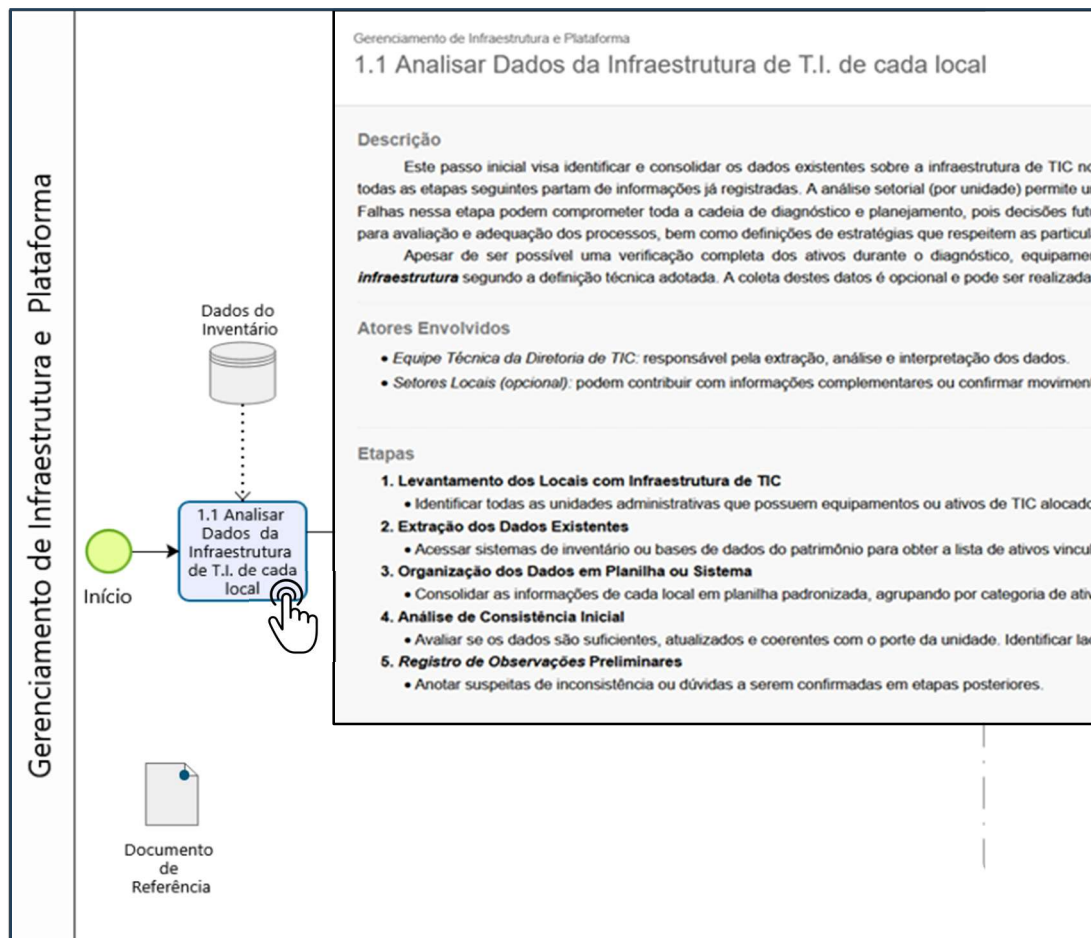 Gerenciamento de Infraestrutura e Plataforma
Dados do
Inventário
Início
1.1 Analisar
Dados da
Infraestrutura
de T.I. de cada
local
Documento
de
Referência
Gerenciamento de Infraestrutura e Plataforma
1.1 Analisar Dados da Infraestrutura de T.I. de cada local
Descrição
Este passo inicial visa identificar e consolidar os dados existentes sobre a infraestrutura de TIC
todas as etapas seguintes partam de informações já registradas. A análise setorial (por unidade) permite
Falhas nessa etapa podem comprometer toda a cadeia de diagnóstico e planejamento, pois decisões
para avaliação e adequação dos processos, bem como definições de estratégias que respeitem as
Apesar de ser possível uma verificação completa dos ativos durante o diagnóstico,
infraestrutura segundo a definição técnica adotada. A coleta destes datos é opcional e pode ser realizada
Atores Envolvidos
• Equipe Técnica da Diretoria de TIC: responsável pela extração, análise e interpretação dos dados.
• Setores Locais (opcional): podem contribuir com informações complementares ou confirmar
Etapas
1. Levantamento dos Locais com Infraestrutura de TIC
• Identificar todas as unidades administrativas que possuem equipamentos ou ativos de TIC
2. Extração dos Dados Existentes
• Acessar sistemas de inventário ou bases de dados do patrimônio para obter a lista de ativos
3. Organização dos Dados em Planilha ou Sistema
• Consolidar as informações de cada local em planilha padronizada, agrupando por categoria de
4. Análise de Consistência Inicial
• Avaliar se os dados são suficientes, atualizados e coerentes com o porte da unidade. Identificar
5. Registro de Observações Preliminares
• Anotar suspeitas de inconsistência ou dúvidas a serem confirmadas em etapas posteriores.